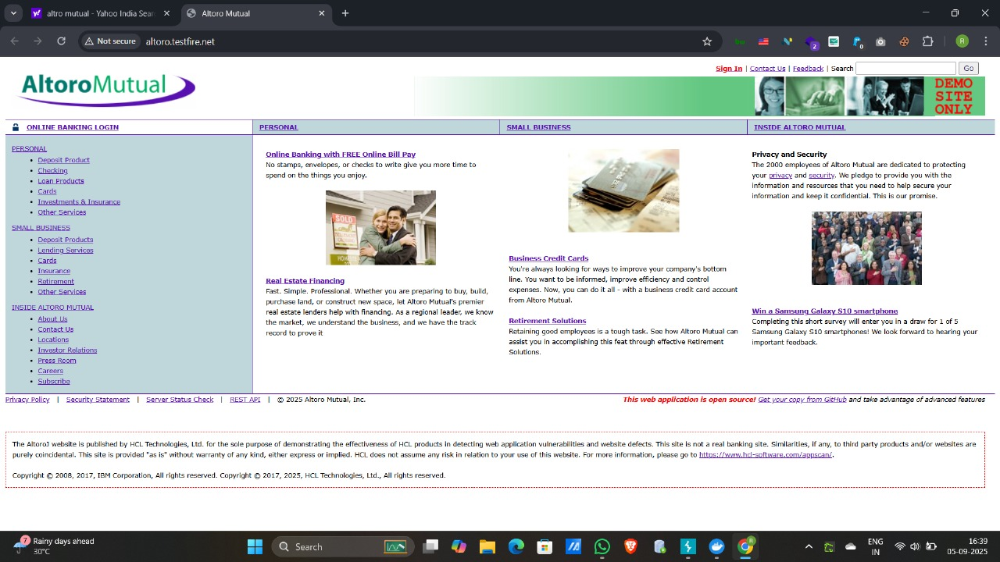 altro mutual - Yahoo India Sear
Altoro Mutual
Not secure
altoro.testfire.net
2
0
R
AltoroMutual
Sign In | Contact Us | Feedback | Search
Go
DEMO
SITE
ONLY
ONLINE BANKING LOGIN
PERSONAL
SMALL BUSINESS
INSIDE ALTORO MUTUAL
PERSONAL
Deposit Product
Checking
Loan Products
Cards
Investments & Insurance
Other Services
SMALL BUSINESS
Deposit Products
Lending Services
Cards
Insurance
Retirement
Other Services
INSIDE ALTORO MUTUAL
About Us
Contact Us
Locations
Investor Relations
Press Room
Careers
Subscribe
Online Banking with FREE Online Bill Pay
No stamps, envelopes, or checks to write give you more time to
spend on the things you enjoy.
SOLD
Real Estate Financing
Fast. Simple. Professional. Whether you are preparing to buy, build,
purchase land, or construct new space, let Altoro Mutual's premier
real estate lenders help with financing. As a regional leader, we know
the market, we understand the business, and we have the track
record to prove it
Business Credit Cards
You're always looking for ways to improve your company's bottom
line. You want to be informed, improve efficiency and control
expenses. Now, you can do it all - with a business credit card account
from Altoro Mutual.
Retirement Solutions
Retaining good employees is a tough task. See how Altoro Mutual can
assist you in accomplishing this feat through effective Retirement
Solutions.
Privacy and Security
The 2000 employees of Altoro Mutual are dedicated to protecting
your privacy and security. We pledge to provide you with the
information and resources that you need to help secure your
information and keep it confidential. This is our promise.
Win a Samsung Galaxy S10 smartphone
Completing this short survey will enter you in a draw for 1 of 5
Samsung Galaxy S10 smartphones! We look forward to hearing your
important feedback.
Privacy Policy | Security Statement | Server Status Check | REST API | © 2025 Altoro Mutual, Inc.
This web application is open source! Get your copy from GitHub and take advantage of advanced features
The AltoroJ website is published by HCL Technologies, Ltd. for the sole purpose of demonstrating the effectiveness of HCL products in detecting web application vulnerabilities and website defects. This site is not a real banking site. Similarities, if any, to third party products and/or websites are
purely coincidental. This site is provided "as is" without warranty of any kind, either express or implied. HCL does not assume any risk in relation to your use of this website. For more information, please go to https://www.hcl-software.com/appscan/.
Copyright © 2008, 2017, IBM Corporation, All rights reserved. Copyright © 2017, 2025, HCL Technologies, Ltd., All rights reserved.
7
Rainy days ahead
30°C
Search
ENG
IN
16:39
05-09-2025